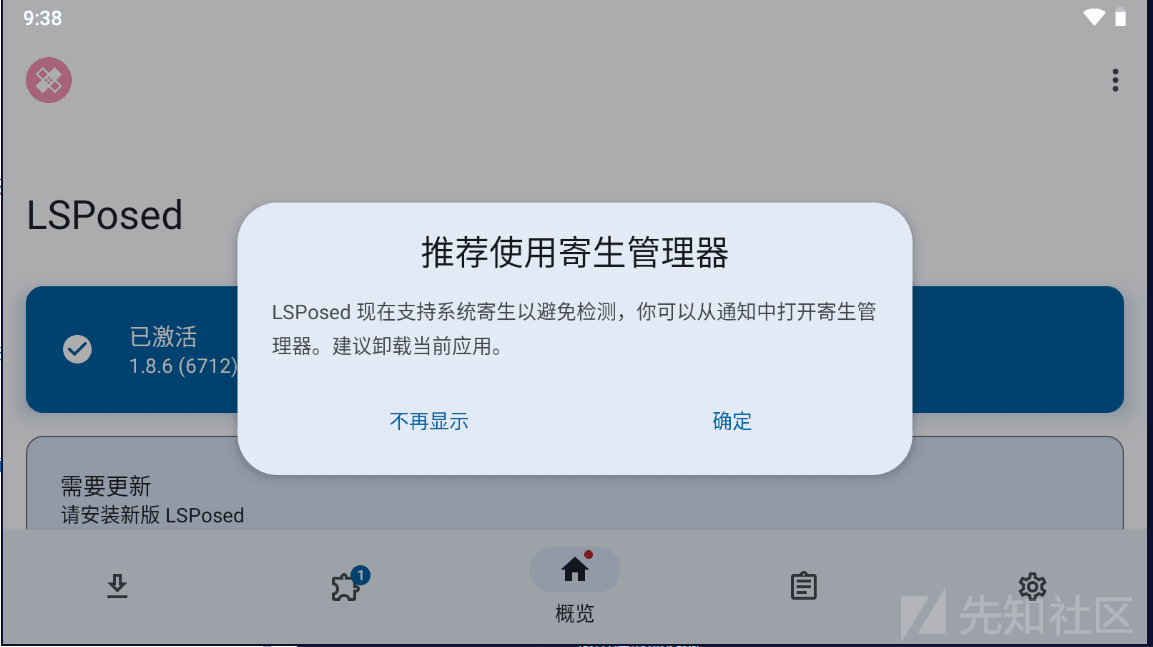 9:38
LSPosed
推荐使用寄生管理器
LSPosed 现在支持系统寄生以避免检测，你可以从通知中打开寄生管
理器。建议卸载当前应用。
不再显示
确定
已激活
1.8.6 (6712)
需要更新
请安装新版 LSPosed
1
概览
先知社区